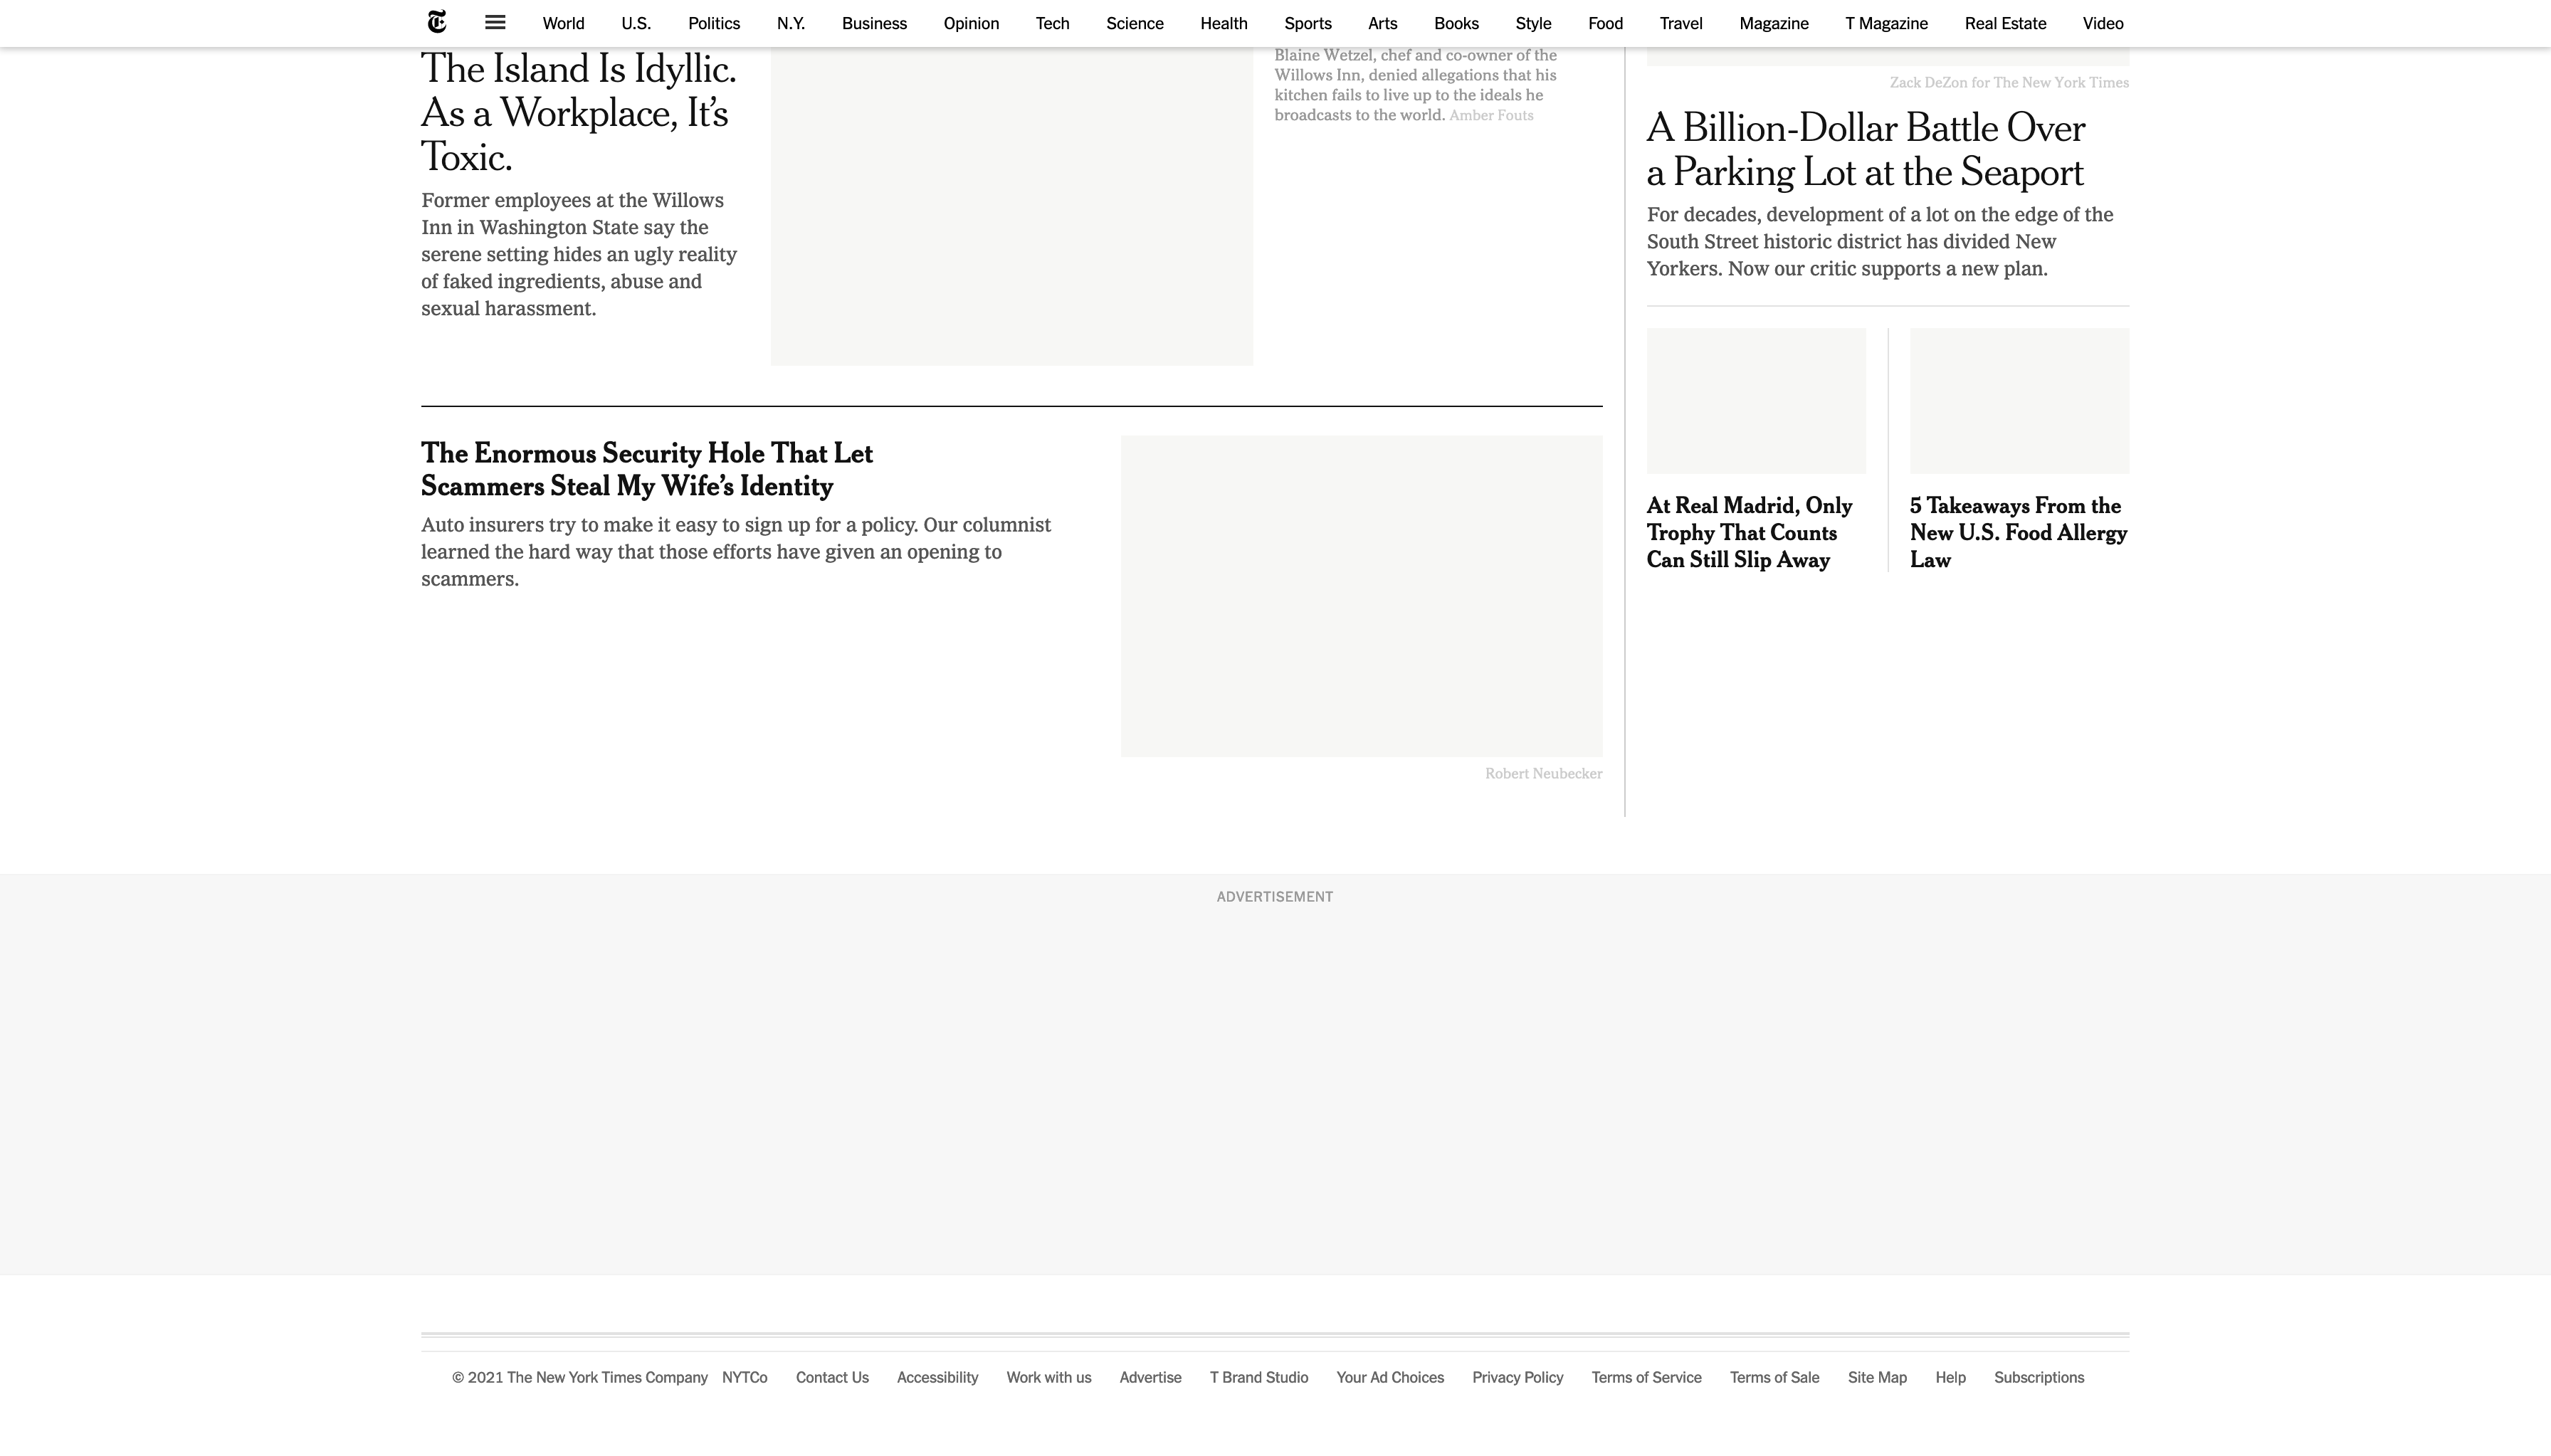 World
U.S.
Politics
N.Y.
Business
Opinion
Tech
Science
Health
Sports
Arts
Books
Style
Food
Travel
Magazine
T Magazine
Real Estate
Video
The Island Is Idyllic.
As a Workplace, It’s
Toxic.
Former employees at the Willows
Inn in Washington State say the
serene setting hides an ugly reality
of faked ingredients, abuse and
sexual harassment.
Blaine Wetzel, chef and co-owner of the
Willows Inn, denied allegations that his
kitchen fails to live up to the ideals he
broadcasts to the world. Amber Fouts
The Enormous Security Hole That Let
Scammers Steal My Wife’s Identity
Auto insurers try to make it easy to sign up for a policy. Our columnist
learned the hard way that those efforts have given an opening to
scammers.
Robert Neubecker
Zack DeZon for The New York Times
A Billion-Dollar Battle Over
a Parking Lot at the Seaport
For decades, development of a lot on the edge of the
South Street historic district has divided New
Yorkers. Now our critic supports a new plan.
At Real Madrid, Only
Trophy That Counts
Can Still Slip Away
5 Takeaways From the
New U.S. Food Allergy
Law
ADVERTISEMENT
© 2021 The New York Times Company
NYTCo
Contact Us
Accessibility
Work with us
Advertise
T Brand Studio
Your Ad Choices
Privacy Policy
Terms of Service
Terms of Sale
Site Map
Help
Subscriptions